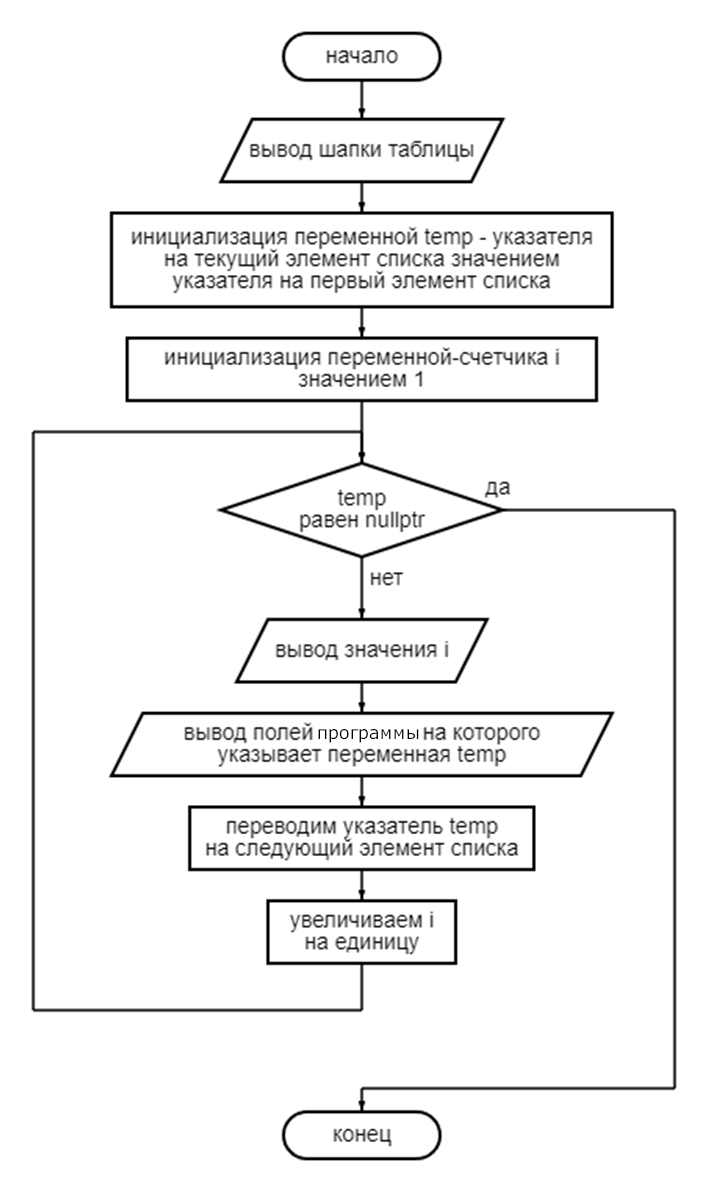 начало
вывод шапки таблицы
инициализация переменной temp - указателя
на текущий элемент списка значением
указателя на первый элемент списка
инициализация переменной-счетчика i
значением 1
temp
равен nullptr
да
нет
вывод значения i
вывод полей программы на которого
указывает переменная temp
переводим указатель temp
на следующий элемент списка
увеличиваем i
на единицу
конец